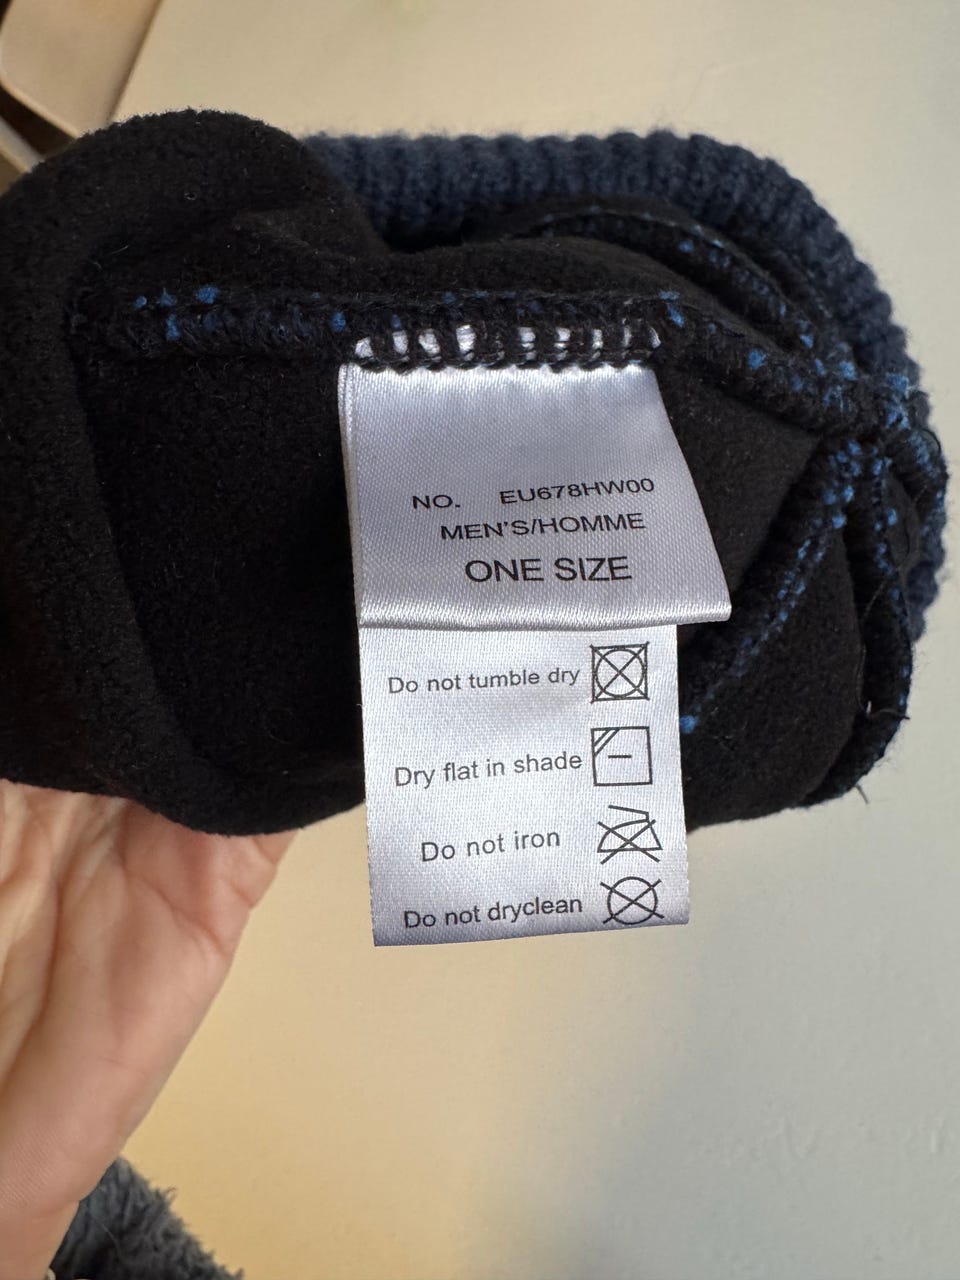 NO. EU678HW00
MEN'S/HOMME
ONE SIZE
Do not tumble dry
Dry flat in shade
Do not iron
Do not dryclean